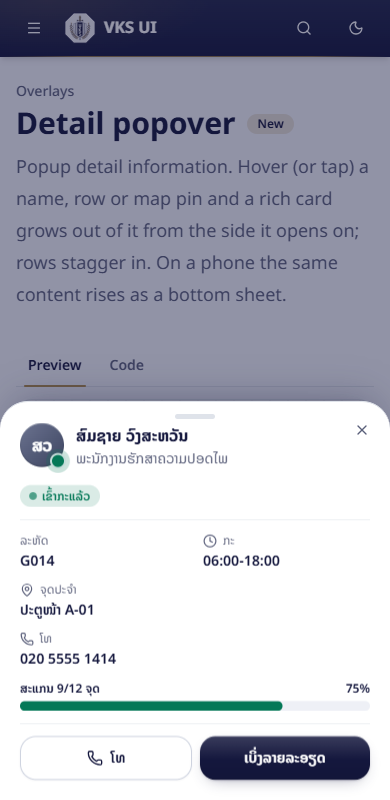 VKS UI
Overlays
Detail popover New
Popup detail information. Hover (or tap) a
name, row or map pin and a rich card
grows out of it from the side it opens on;
rows stagger in. On a phone the same
content rises as a bottom sheet.
Preview Code
ສວ
ສົມຊາຍ ວົງສະຫວັນ
ພະນັກງານຮັກສາຄວາມປອດໄພ
ເຂົ້າກະແລ້ວ
ລະຫັດ ກະ
G014 06:00-18:00
ຈຸດປະຈຳ
ປະຕູໜ້າ A-01
ໂທ
020 5555 1414
ສະແກນ 9/12 ຈຸດ 75%
ໂທ ເບິ່ງລາຍລະອຽດ